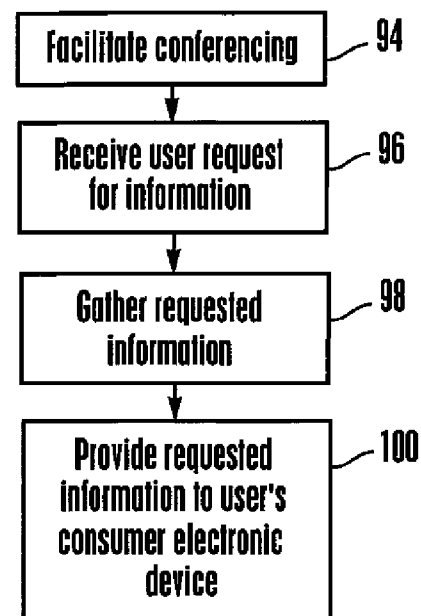 Facilitate conferencing
94
Receive user request
for information
96
Gather requested
information
98
Provide requested
information to user's
consumer electronic
device
100